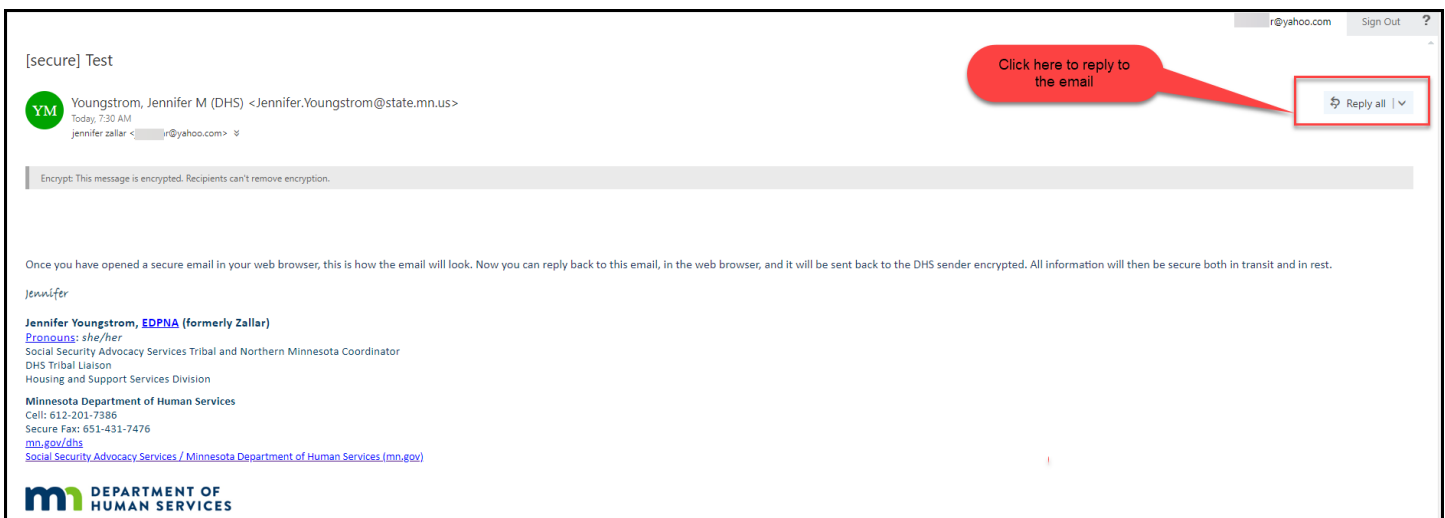 r@yahoo.com Sign Out ?
[secure] Test
Click here to reply to
the email
YM
Youngstrom, Jennifer M (DHS) <Jennifer.Youngstrom@state.mn.us>
Reply all
Today, 7:30 AM
jennifer zallar < r@yahoo.com>
Encrypt: This message is encrypted. Recipients can't remove encryption.
Once you have opened a secure email in your web browser, this is how the email will look. Now you can reply back to this email, in the web browser, and it will be sent back to the DHS sender encrypted. All information will then be secure both in transit and in rest.
Jennifer
Jennifer Youngstrom, EDPNA (formerly Zallar)
Pronouns: she/her
Social Security Advocacy Services Tribal and Northern Minnesota Coordinator
DHS Tribal Liaison
Housing and Support Services Division
Minnesota Department of Human Services
Cell: 612-201-7386
Secure Fax: 651-431-7476
mn.gov/dhs
Social Security Advocacy Services / Minnesota Department of Human Services (mn.gov)
DEPARTMENT OF
HUMAN SERVICES